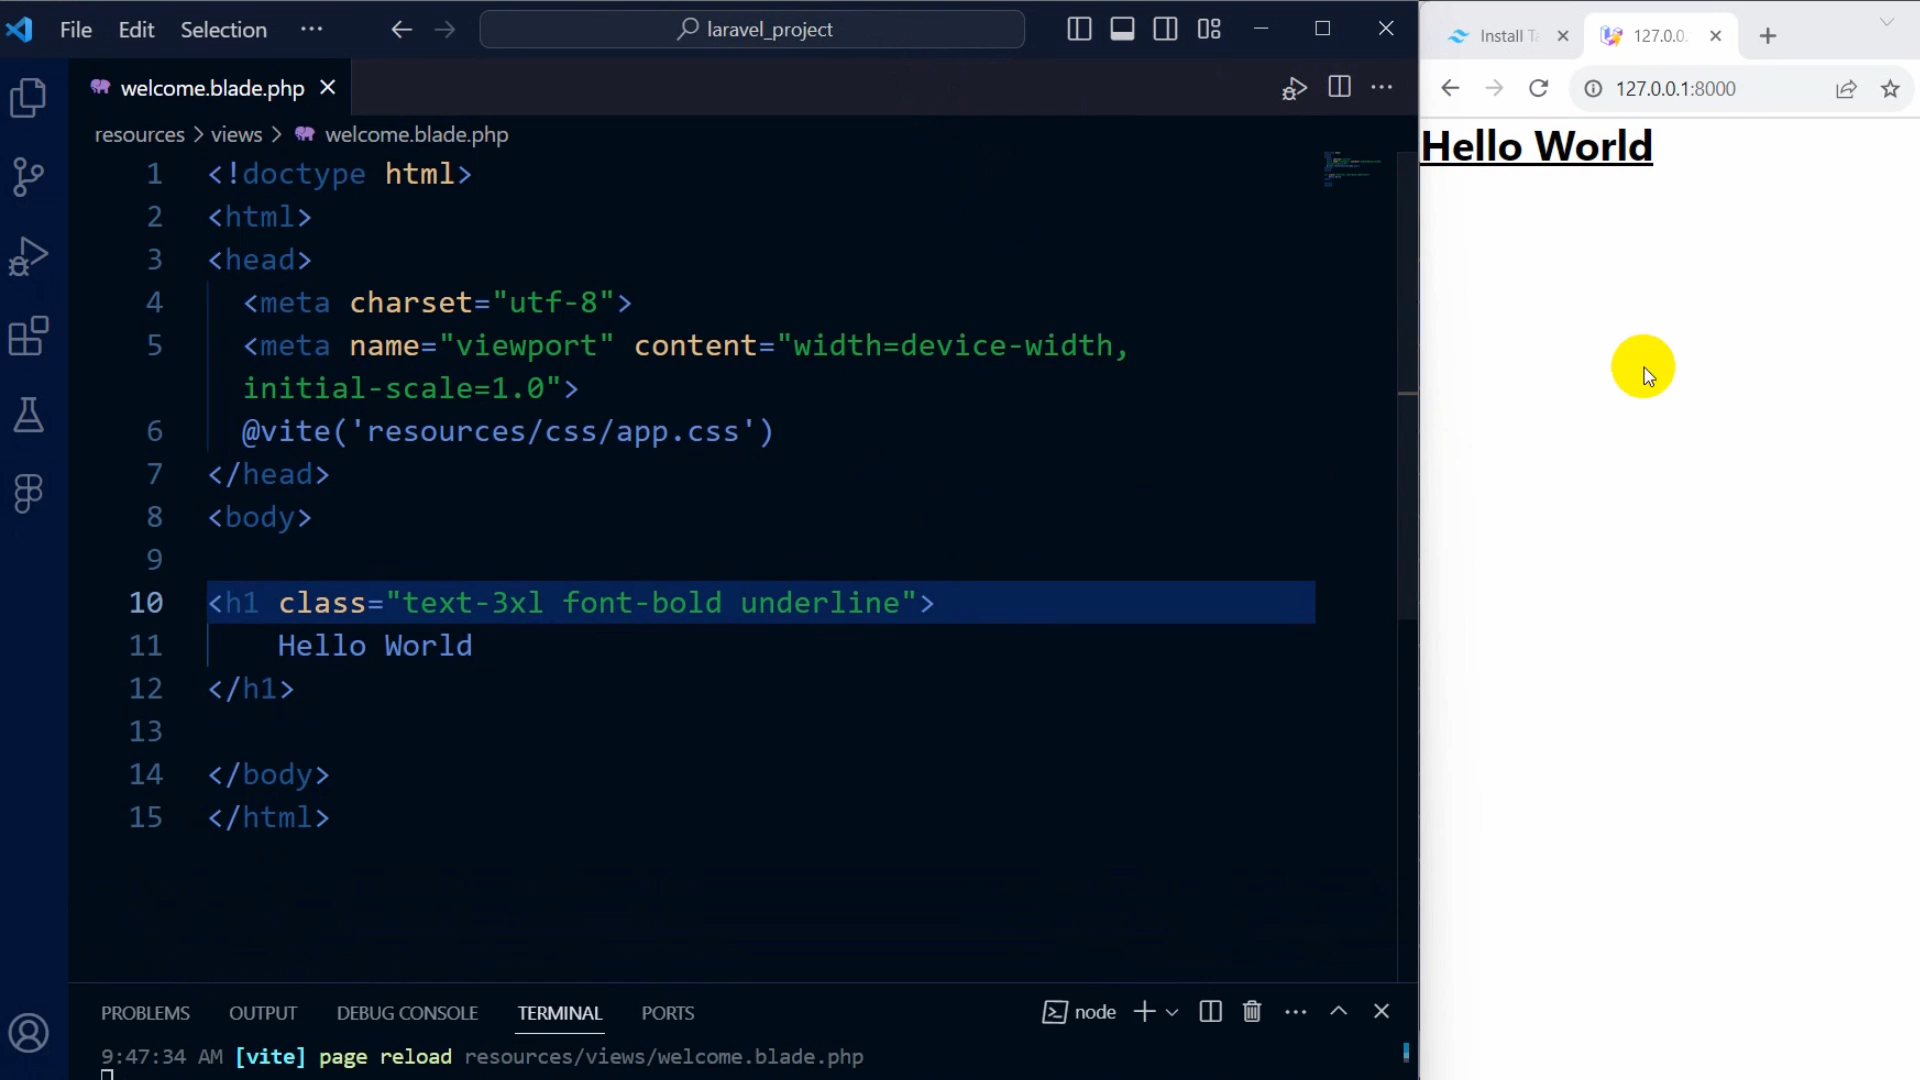 File Edit Selection ··· laravel_project
welcome.blade.php
resources > views > welcome.blade.php
1 <!doctype html>
2 <html>
3 <head>
4 <meta charset="utf-8">
5 <meta name="viewport" content="width=device-width,
initial-scale=1.0">
6 @vite('resources/css/app.css')
7 </head>
8 <body>
9
10 <h1 class="text-3xl font-bold underline">
11 Hello World
12 </h1>
13
14 </body>
15 </html>
PROBLEMS OUTPUT DEBUG CONSOLE TERMINAL PORTS node
9:47:34 AM [vite] page reload resources/views/welcome.blade.php
Install Ta 127.0.0.
127.0.0.1:8000
Hello World